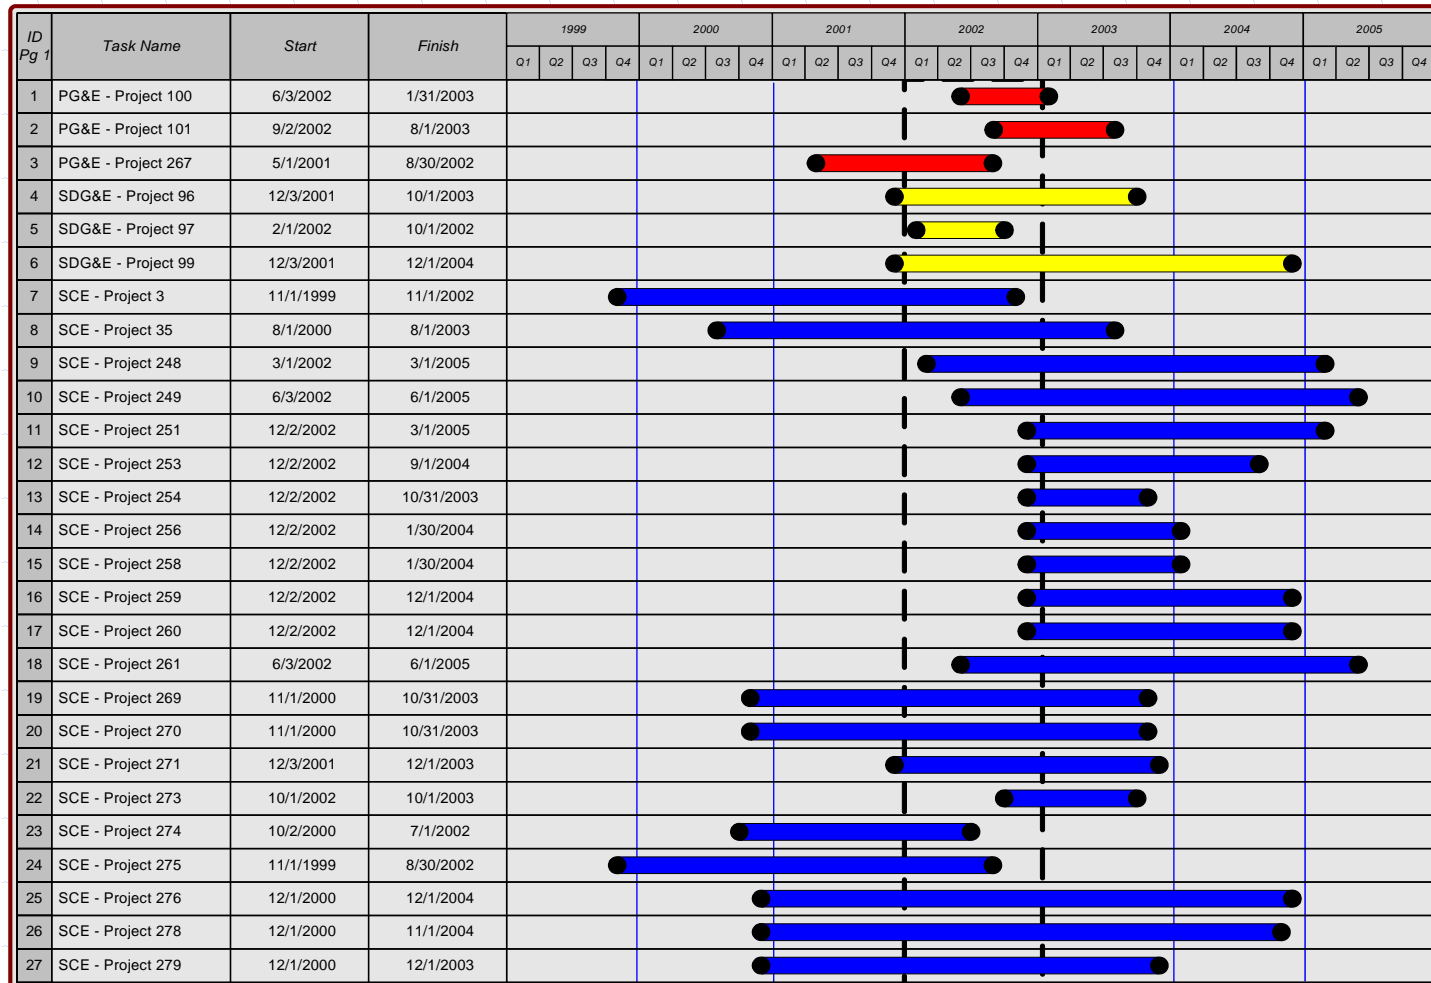 ID Pg 1 Task Name Start Finish 1999 2000 2001 2002 2003 2004 2005
Q1 Q2 Q3 Q4 Q1 Q2 Q3 Q4 Q1 Q2 Q3 Q4 Q1 Q2 Q3 Q4 Q1 Q2 Q3 Q4 Q1 Q2 Q3 Q4 Q1 Q2 Q3 Q4
1 PG&E - Project 100 6/3/2002 1/31/2003
2 PG&E - Project 101 9/2/2002 8/1/2003
3 PG&E - Project 267 5/1/2001 8/30/2002
4 SDG&E - Project 96 12/3/2001 10/1/2003
5 SDG&E - Project 97 2/1/2002 10/1/2002
6 SDG&E - Project 99 12/3/2001 12/1/2004
7 SCE - Project 3 11/1/1999 11/1/2002
8 SCE - Project 35 8/1/2000 8/1/2003
9 SCE - Project 248 3/1/2002 3/1/2005
10 SCE - Project 249 6/3/2002 6/1/2005
11 SCE - Project 251 12/2/2002 3/1/2005
12 SCE - Project 253 12/2/2002 9/1/2004
13 SCE - Project 254 12/2/2002 10/31/2003
14 SCE - Project 256 12/2/2002 1/30/2004
15 SCE - Project 258 12/2/2002 1/30/2004
16 SCE - Project 259 12/2/2002 12/1/2004
17 SCE - Project 260 12/2/2002 12/1/2004
18 SCE - Project 261 6/3/2002 6/1/2005
19 SCE - Project 269 11/1/2000 10/31/2003
20 SCE - Project 270 11/1/2000 10/31/2003
21 SCE - Project 271 12/3/2001 12/1/2003
22 SCE - Project 273 10/1/2002 10/1/2003
23 SCE - Project 274 10/2/2000 7/1/2002
24 SCE - Project 275 11/1/1999 8/30/2002
25 SCE - Project 276 12/1/2000 12/1/2004
26 SCE - Project 278 12/1/2000 11/1/2004
27 SCE - Project 279 12/1/2000 12/1/2003